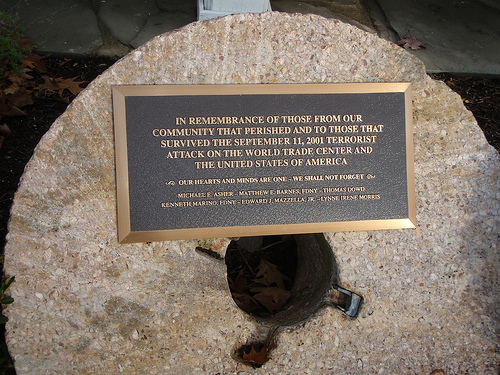 IN REMEMBRANCE OF THOSE FROM OUR
COMMUNITY THAT PERISHED AND TO THOSE THAT
SURVIVED THE SEPTEMBER 11, 2001 TERRORIST
ATTACK ON THE WORLD TRADE CENTER AND
THE UNITED STATES OF AMERICA
OUR HEARTS AND MINDS ARE ONE ~ WE SHALL NOT FORGET
MICHAEL E. ASHER ~ MATTHEW E. BARNES, FDNY ~ THOMAS DOWD
KENNETH MARINO, FDNY ~ EDWARD J. MAZZELLA, JR. ~ LYNNE IRENE MORRIS